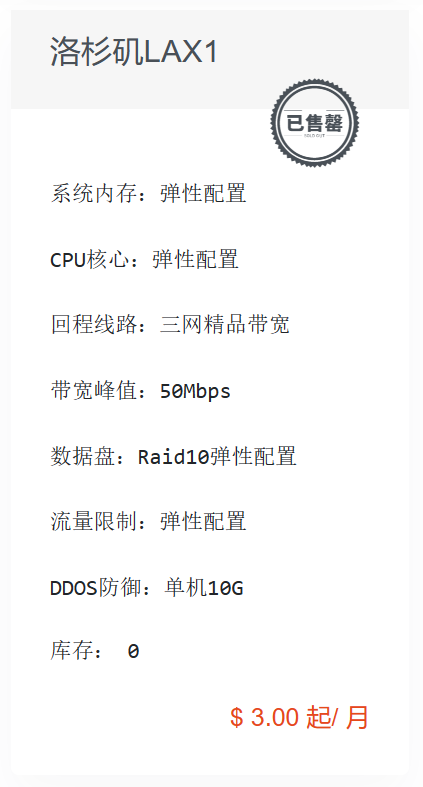 洛杉矶LAX1
已售罄
SOLD OUT
系统内存：弹性配置
CPU核心：弹性配置
回程线路：三网精品带宽
带宽峰值：50Mbps
数据盘：Raid10弹性配置
流量限制：弹性配置
DDOS防御：单机10G
库存： 0
$ 3.00 起/ 月